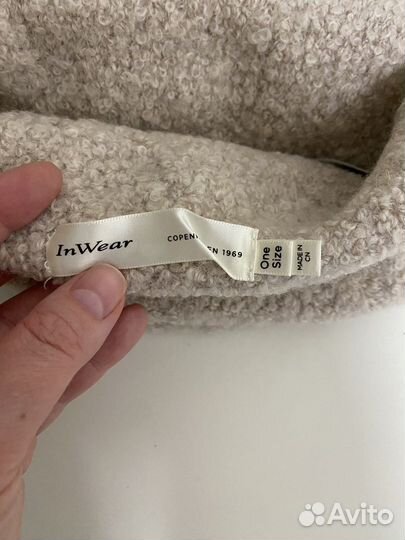 InWear
COPEN EN 1969
One
Size
MADE IN
CN
Avito